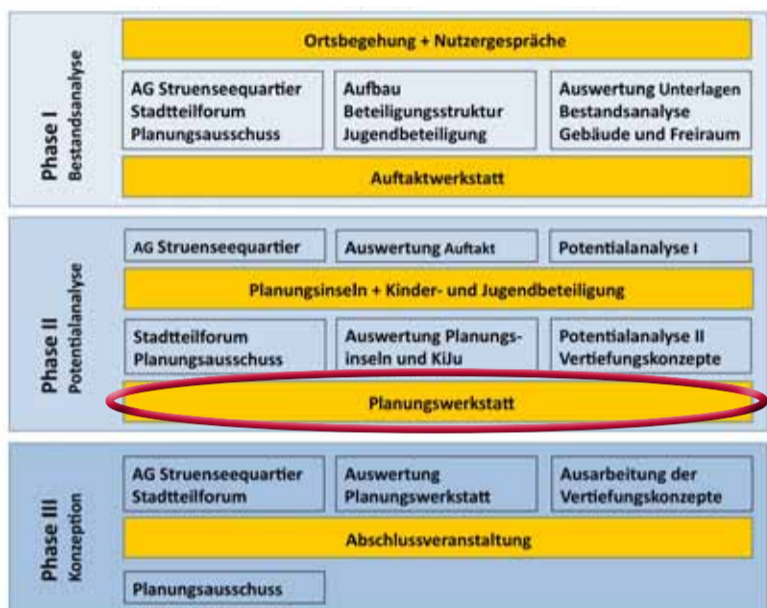 Phase I
Bestandsanalyse
Ortsbegehung + Nutzergespräche
AG Struenseequartier
Stadtteilforum
Planungsausschuss
Aufbau
Beteiligungsstruktur
Jugendbeteiligung
Auswertung Unterlagen
Bestandsanalyse
Gebäude und Freiraum
Auftaktwerkstatt
Phase II
Potentialanalyse
AG Struenseequartier
Auswertung Auftakt
Potentialanalyse I
Planungsinseln + Kinder- und Jugendbeteiligung
Stadtteilforum
Planungsausschuss
Auswertung Planungs-
inseln und KiJu
Potentialanalyse II
Vertiefungskonzepte
Planungswerkstatt
Phase III
Konzeption
AG Struenseequartier
Stadtteilforum
Auswertung
Planungswerkstatt
Ausarbeitung der
Vertiefungskonzepte
Abschlussveranstaltung
Planungsausschuss